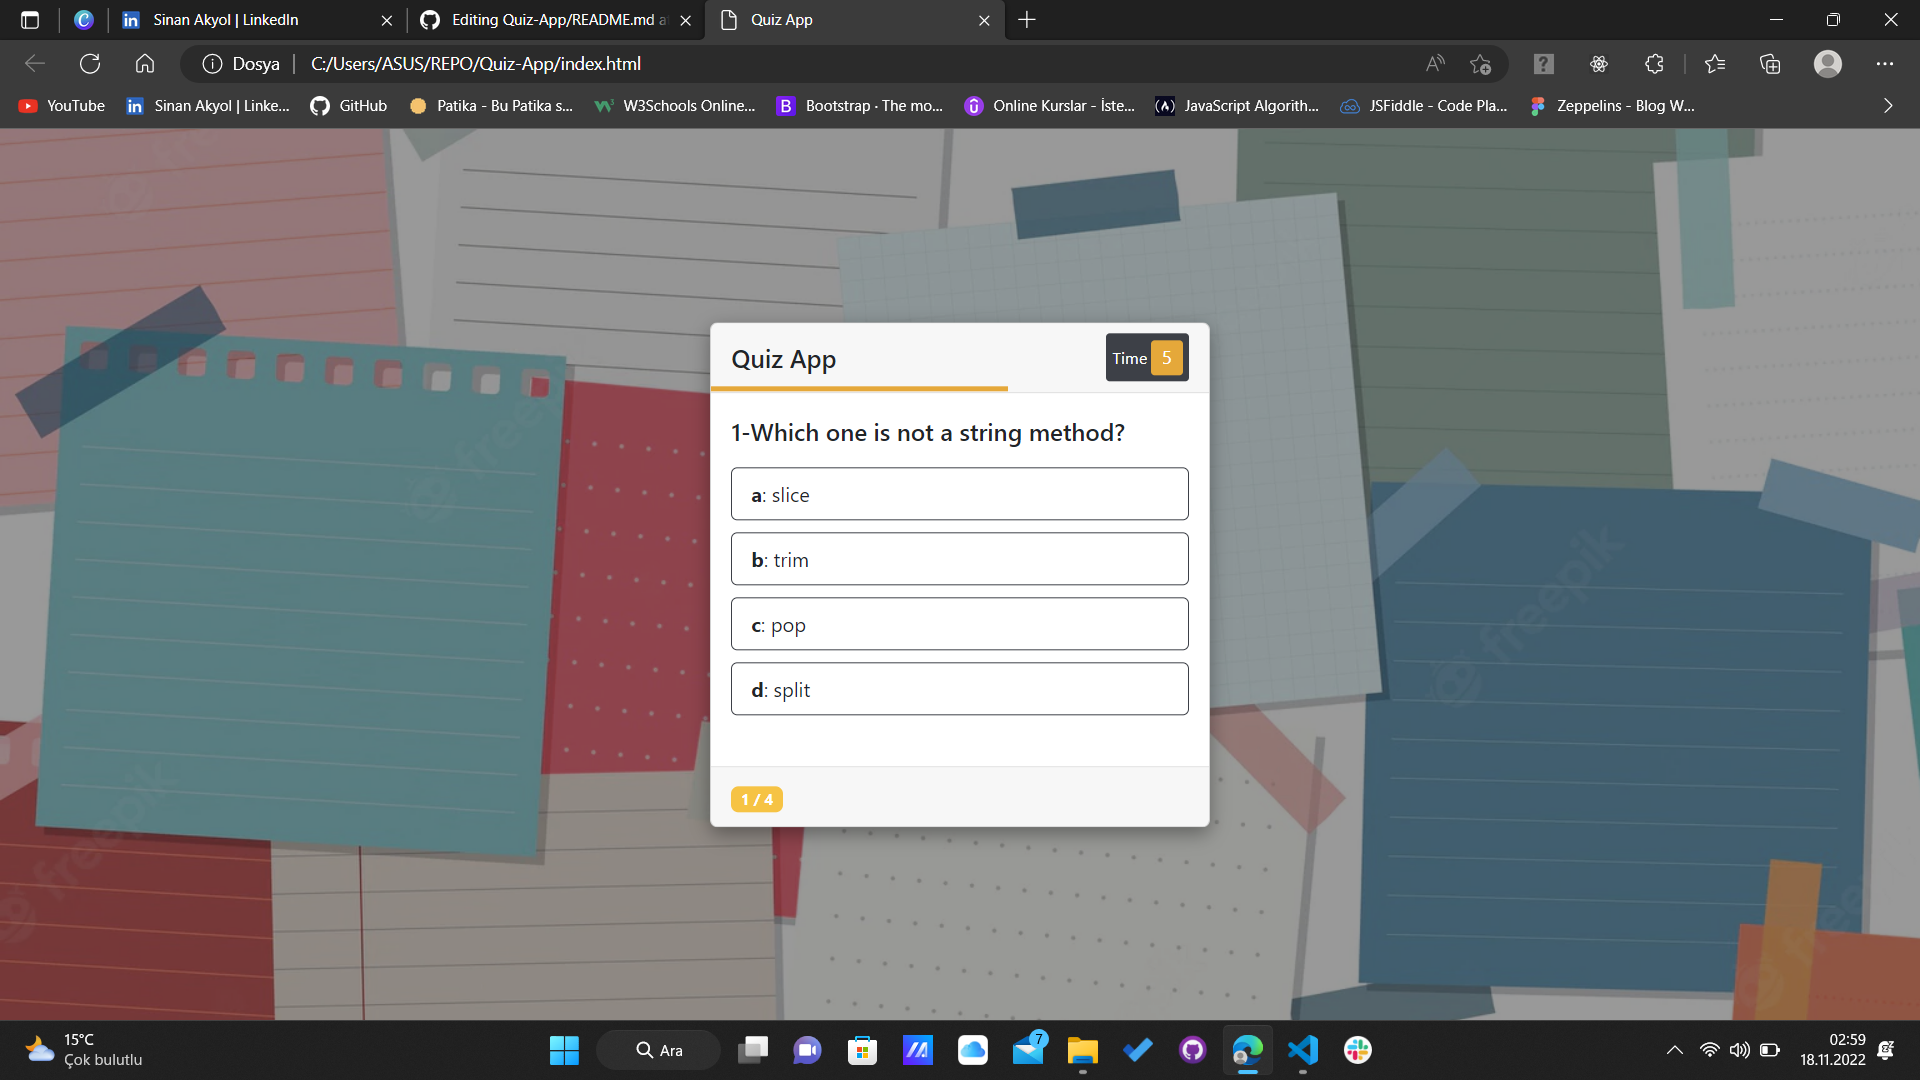 Sinan Akyol | LinkedIn
Editing Quiz-App/README.md a
Quiz App
Dosya
C:/Users/ASUS/REPO/Quiz-App/index.html
YouTube
Sinan Akyol | Linke...
GitHub
Patika - Bu Patika s...
W3Schools Online...
Bootstrap · The mo...
Online Kurslar - İste...
JavaScript Algorith...
JSFiddle - Code Pla...
Zeppelins - Blog W...
Quiz App
Time 5
1-Which one is not a string method?
a: slice
b: trim
c: pop
d: split
1 / 4
freepik
freepik
freepik
15°C
Çok bulutlu
Ara
7
02:59
18.11.2022